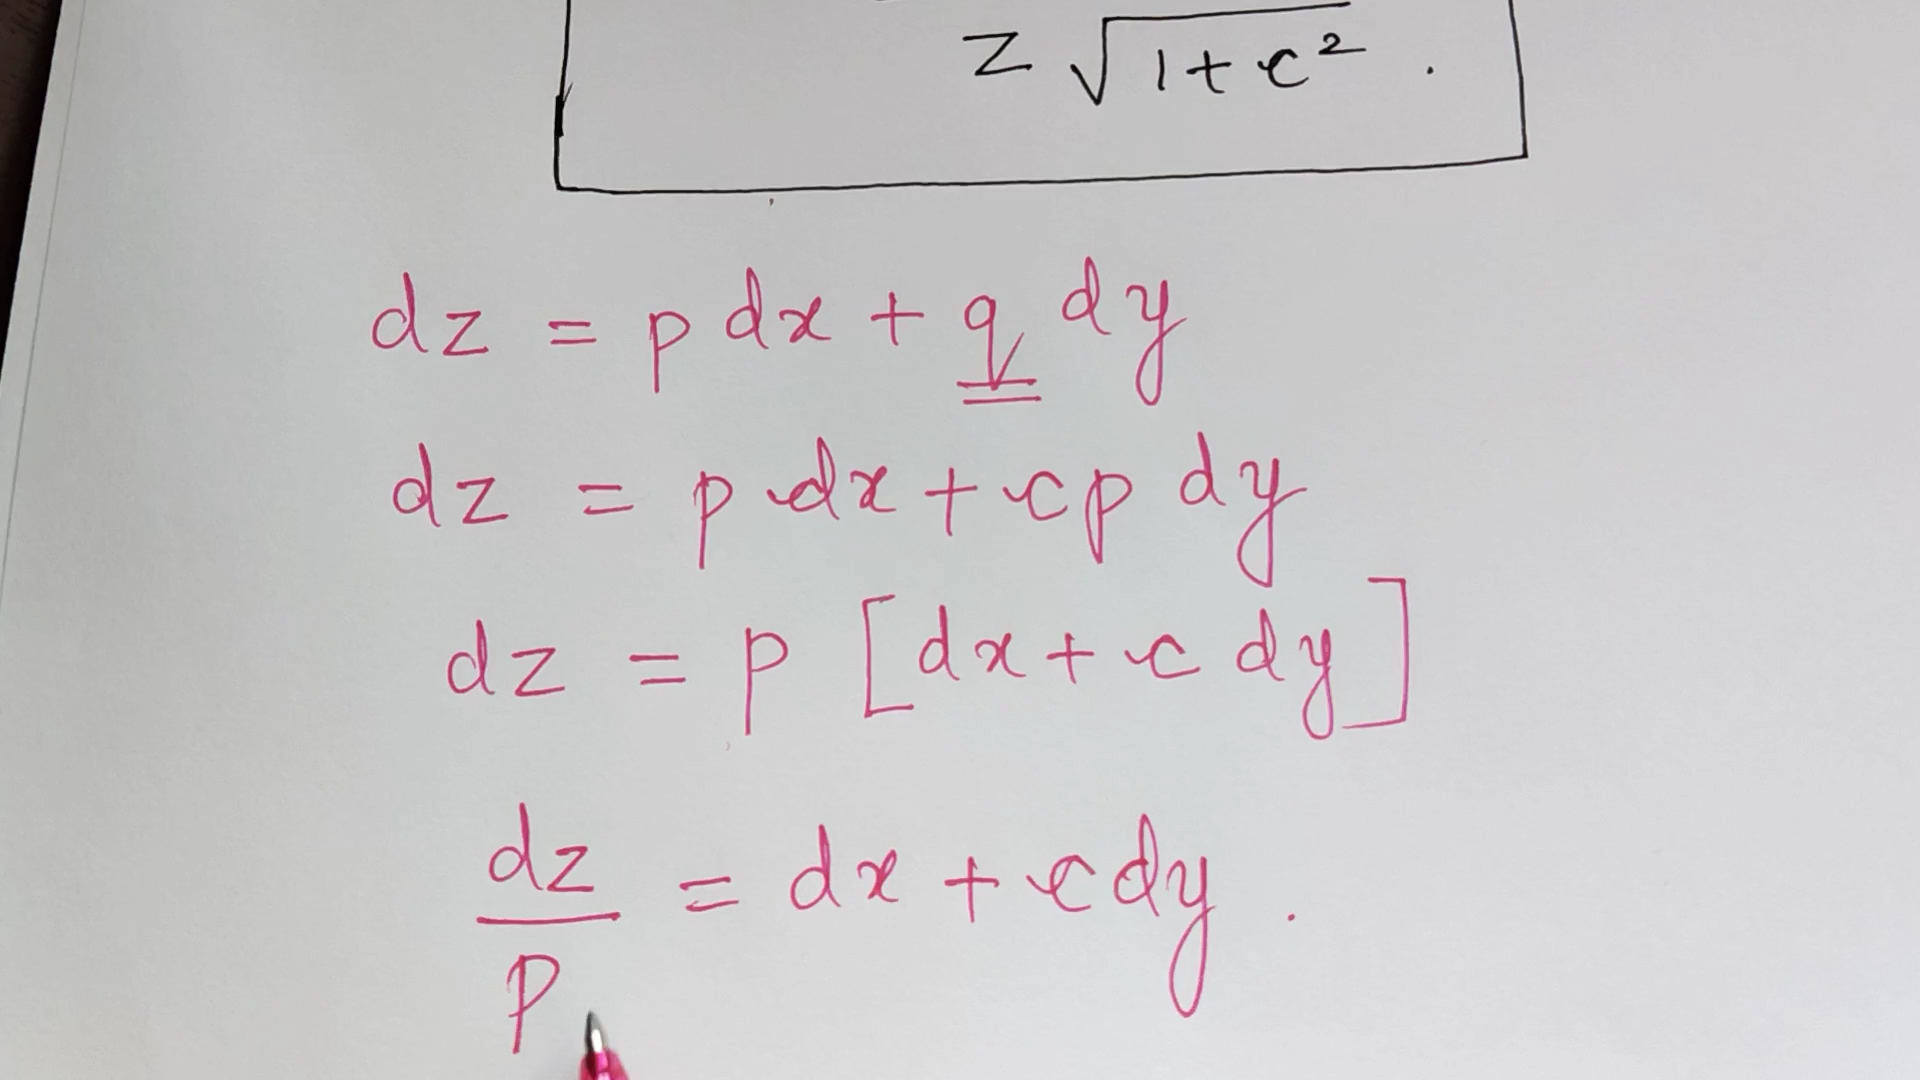 z √1+c² .
dz = p dx + q dy
dz = p dx + cp dy
dz = p [dx + c dy]
dz/p = dx + c dy .